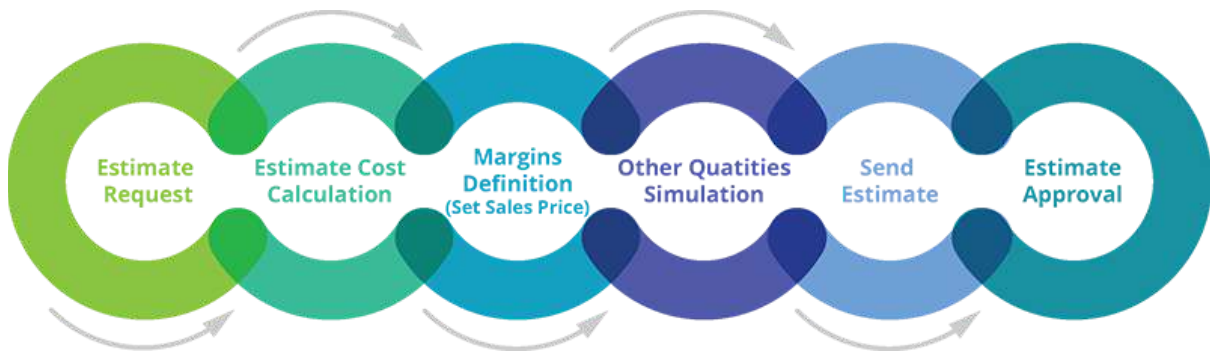 Estimate
Request
Estimate Cost
Calculation
Margins
Definition
(Set Sales Price)
Other Quatities
Simulation
Send
Estimate
Estimate
Approval